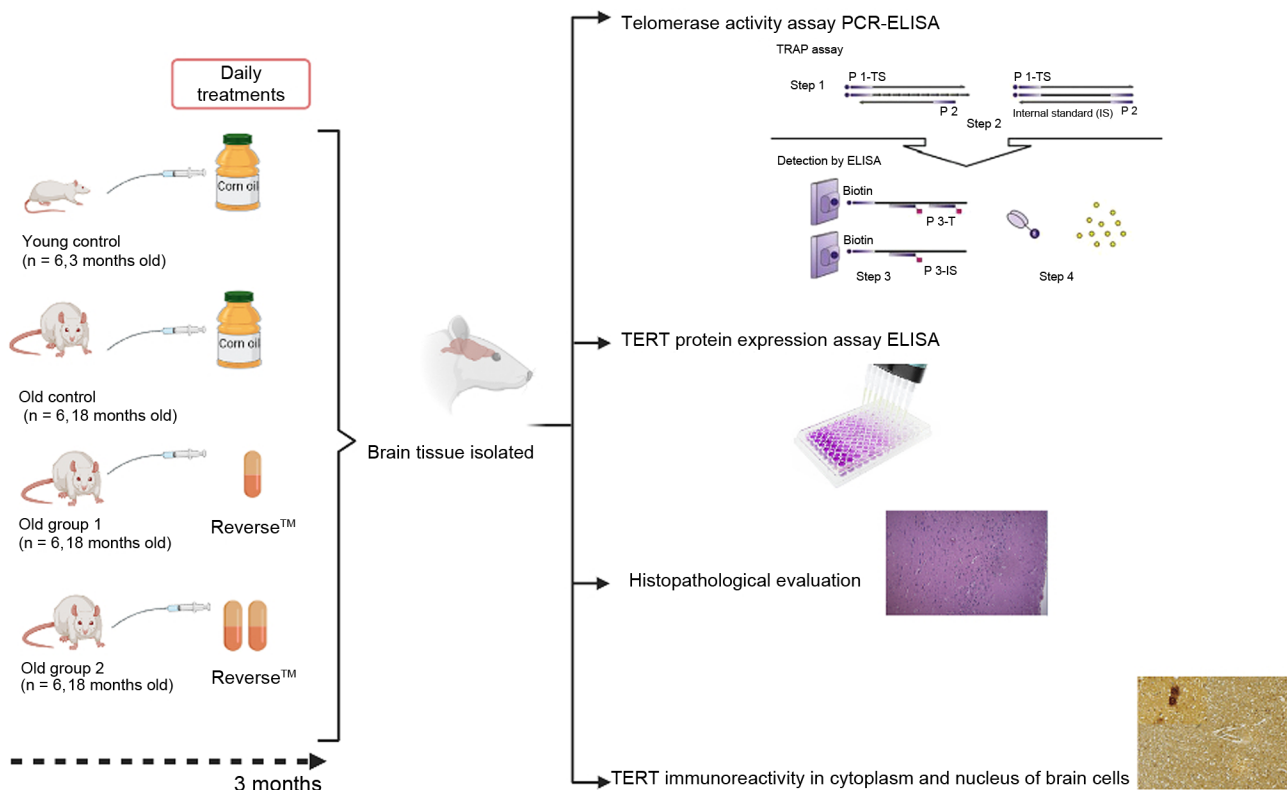 Daily
treatments
Corn oil
Young control
(n = 6, 3 months old)
Corn oil
Old control
(n = 6, 18 months old)
Old group 1
(n = 6, 18 months old)
Reverse™
Old group 2
(n = 6, 18 months old)
Reverse™
3 months
Brain tissue isolated
Telomerase activity assay PCR-ELISA
TRAP assay
Step 1
P 1-TS
P 2
P 1-TS
Internal standard (IS)
P 2
Step 2
Detection by ELISA
Biotin
P 3-T
Biotin
P 3-IS
Step 3
Step 4
TERT protein expression assay ELISA
Histopathological evaluation
TERT immunoreactivity in cytoplasm and nucleus of brain cells